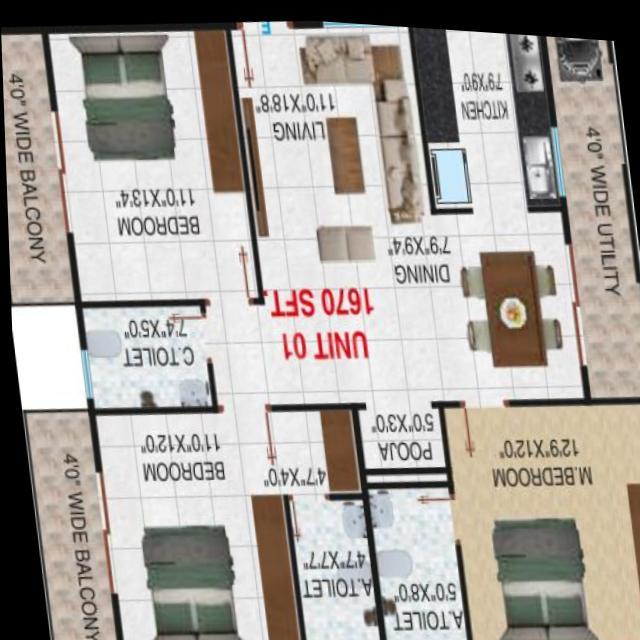 4'0" WIDE BALCONY
BEDROOM
11'0"X13'4"
LIVING
11'0"X18'8"
KITCHEN
7'9"X9'0"
4'0" WIDE UTILITY
DINING
7'9"X9'4"
UNIT 01
1670 SFT.
C.TOILET
7'4"X5'0"
4'0" WIDE BALCONY
BEDROOM
11'0"X12'0"
4'7"X4'0"
POOJA
5'0"X3'0"
M.BEDROOM
12'9"X12'0"
A.TOILET
4'7"X7'7"
A.TOILET
5'0"X8'0"